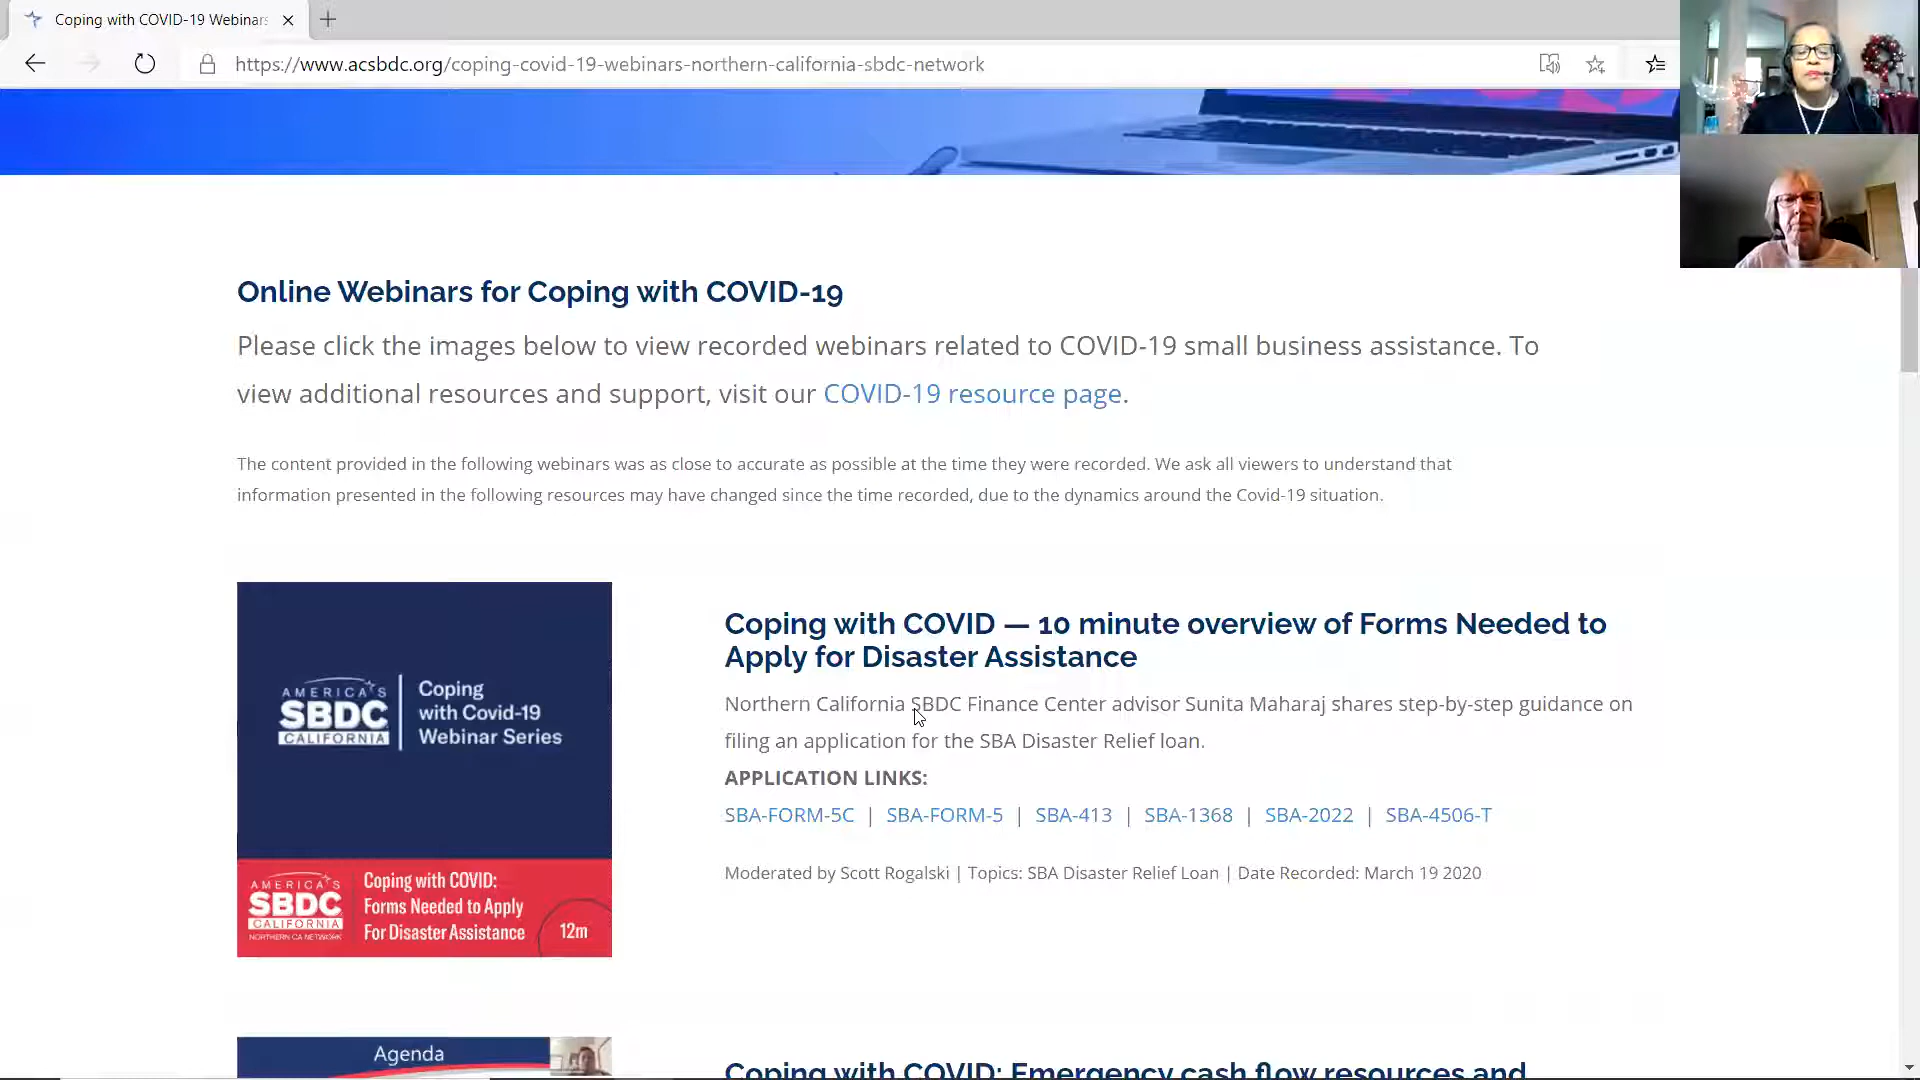 Coping with COVID-19 Webinars
https://www.acsbdc.org/coping-covid-19-webinars-northern-california-sbdc-network
Online Webinars for Coping with COVID-19
Please click the images below to view recorded webinars related to COVID-19 small business assistance. To
view additional resources and support, visit our COVID-19 resource page.
The content provided in the following webinars was as close to accurate as possible at the time they were recorded. We ask all viewers to understand that
information presented in the following resources may have changed since the time recorded, due to the dynamics around the Covid-19 situation.
AMERICA'S
SBDC
CALIFORNIA
Coping
with Covid-19
Webinar Series
AMERICA'S
SBDC
CALIFORNIA
NORTHERN CA NETWORK
Coping with COVID:
Forms Needed to Apply
For Disaster Assistance
12m
Coping with COVID — 10 minute overview of Forms Needed to
Apply for Disaster Assistance
Northern California SBDC Finance Center advisor Sunita Maharaj shares step-by-step guidance on
filing an application for the SBA Disaster Relief loan.
APPLICATION LINKS:
SBA-FORM-5C | SBA-FORM-5 | SBA-413 | SBA-1368 | SBA-2022 | SBA-4506-T
Moderated by Scott Rogalski | Topics: SBA Disaster Relief Loan | Date Recorded: March 19 2020
Agenda
Coping with COVID: Emergency cash flow resources and